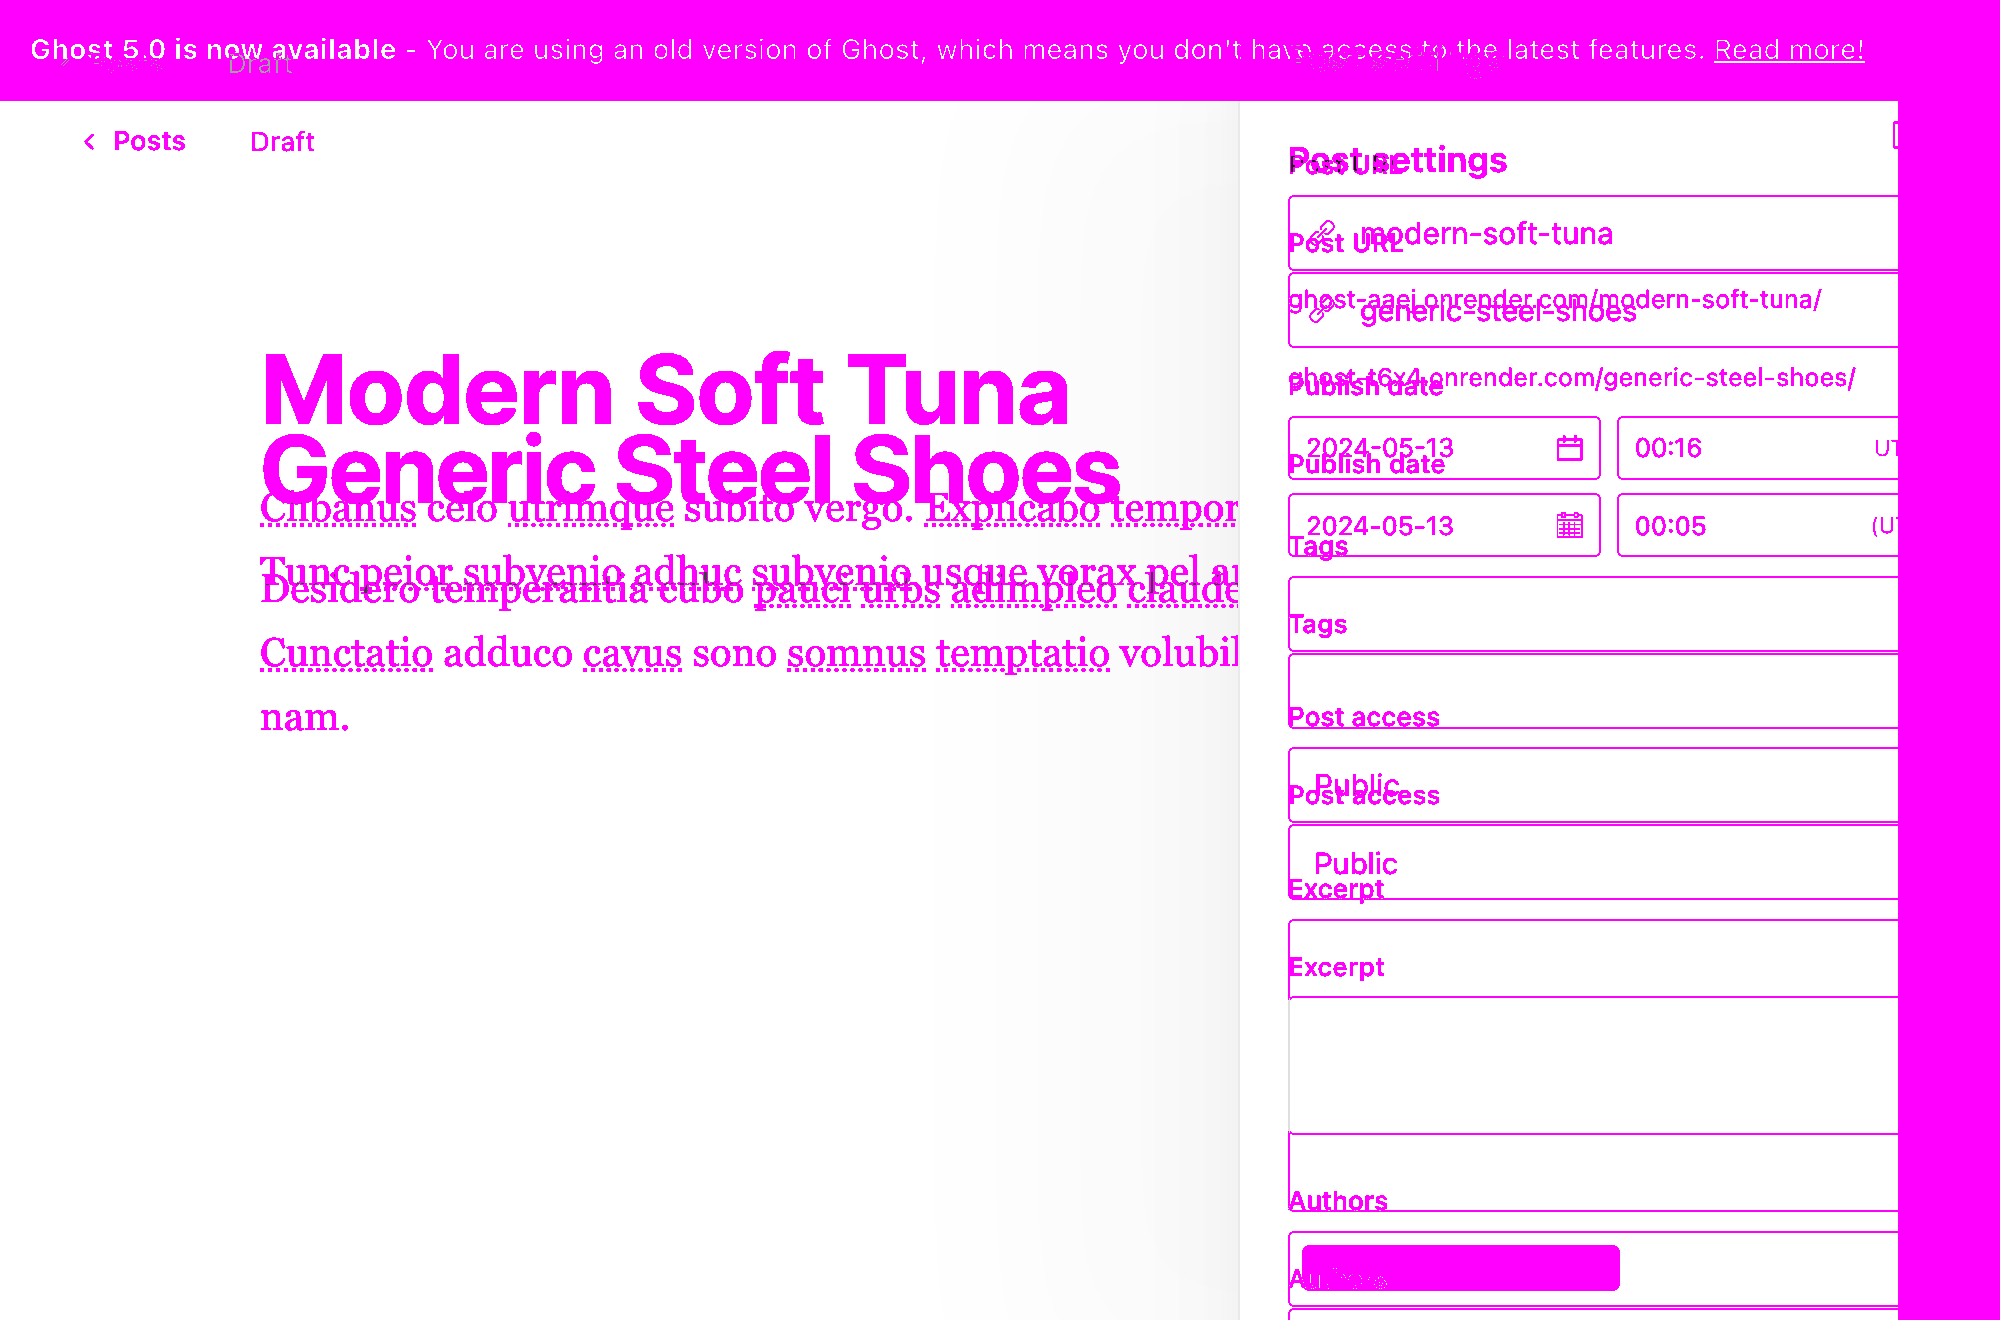 Ghost 5.0 is now available - You are using an old version of Ghost, which means you don't have access to the latest features. Read more!
Draft
Posts
Draft
Post settings
Post URL
modern-soft-tuna
Post URL
ghost-aaej.onrender.com/modern-soft-tuna/
generic-steel-shoes
Modern Soft Tuna
ghost-t6x4.onrender.com/generic-steel-shoes/
Publish date
Generic Steel Shoes
2024-05-13
00:16
Publish date
Clibanus celo utrimque subito vergo. Explicabo tempor
2024-05-13
00:05
Tags
Tunc peior subvenio adhuc subvenio usque vorax pel
Desidero temperantia cubo pauci urbs adimpleo claude
Tags
Cunctatio adduco cavus sono somnus temptatio
nam.
Post access
Public
Post access
Public
Excerpt
Excerpt
Authors
Authors